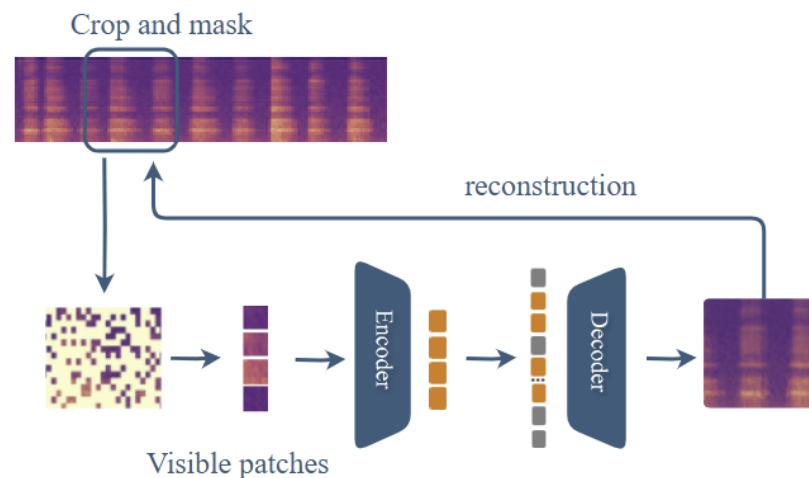 Crop and mask
reconstruction
Encoder
Decoder
Visible patches